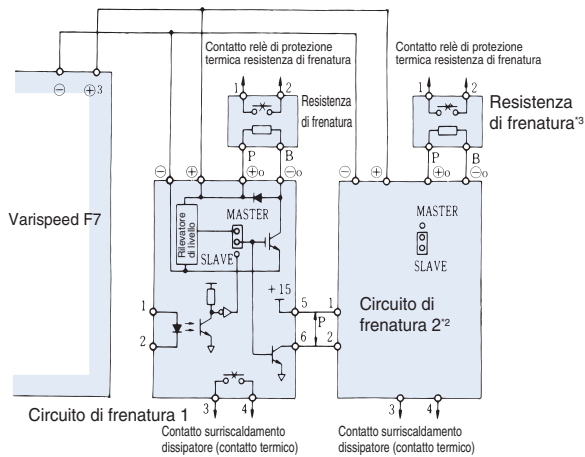 Contatto relè di protezione
termica resistenza di frenatura
1 2
Resistenza
di frenatura
P B
Contatto relè di protezione
termica resistenza di frenatura
1 2
Resistenza
di frenatura*3
P B
⊖ ⊕3
Varispeed F7
⊖ ⊕ ⊕o ⊖o
Rilevatore
di livello
MASTER
SLAVE
+15
1
2
5
6
P
3 4
Circuito di frenatura 1
Contatto surriscaldamento
dissipatore (contatto termico)
⊖ ⊕ ⊕o ⊖o
MASTER
SLAVE
1
2
Circuito di
frenatura 2*2
3 4
Contatto surriscaldamento
dissipatore (contatto termico)